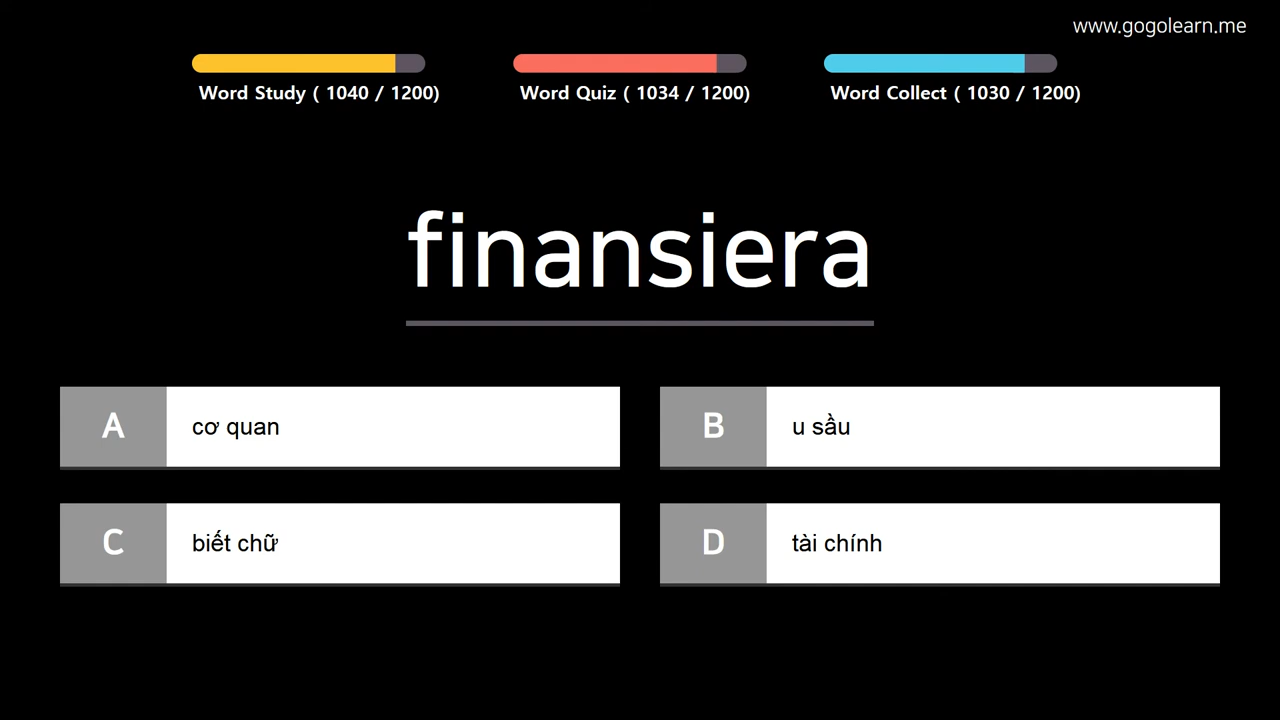 www.gogolearn.me
Word Study ( 1040 / 1200)
Word Quiz ( 1034 / 1200)
Word Collect ( 1030 / 1200)
finansiera
A
cơ quan
B
u sầu
C
biết chữ
D
tài chính